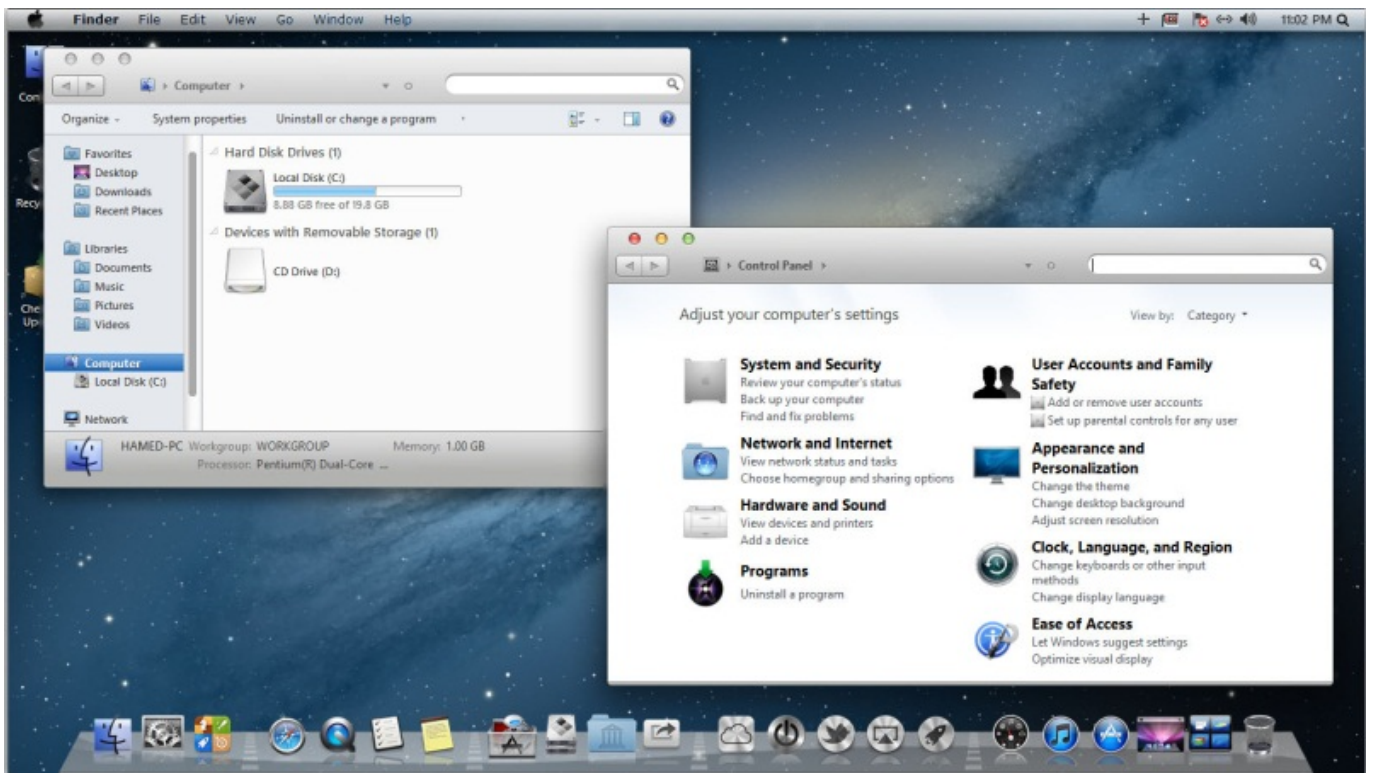 Finder File Edit View Go Window Help
11:02 PM
Computer
Organize
System properties
Uninstall or change a program
Favorites
Desktop
Downloads
Recent Places
Libraries
Documents
Music
Pictures
Videos
Computer
Local Disk (C:)
Network
Hard Disk Drives (1)
Local Disk (C:)
8.88 GB free of 19.8 GB
Devices with Removable Storage (1)
CD Drive (D:)
HAMED-PC Workgroup: WORKGROUP Memory: 1.00 GB
Processor: Pentium(R) Dual-Core ...
Control Panel
Adjust your computer's settings
View by: Category
System and Security
Review your computer's status
Back up your computer
Find and fix problems
Network and Internet
View network status and tasks
Choose homegroup and sharing options
Hardware and Sound
View devices and printers
Add a device
Programs
Uninstall a program
User Accounts and Family
Safety
Add or remove user accounts
Set up parental controls for any user
Appearance and
Personalization
Change the theme
Change desktop background
Adjust screen resolution
Clock, Language, and Region
Change keyboards or other input
methods
Change display language
Ease of Access
Let Windows suggest settings
Optimize visual display